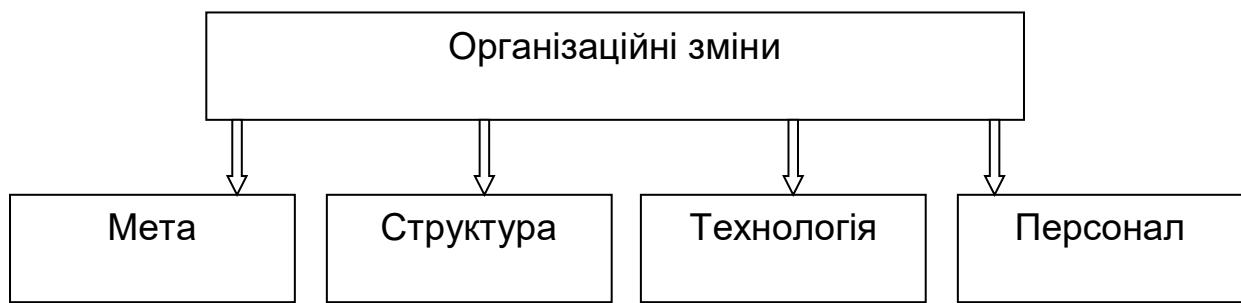 Організаційні зміни
Мета
Структура
Технологія
Персонал